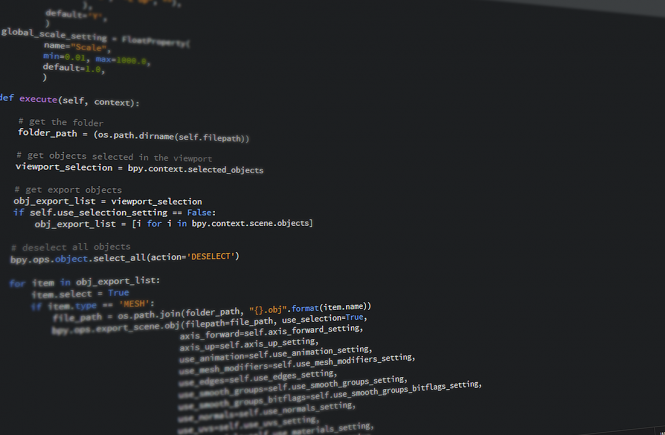 default='Y',
)
global_scale_setting = FloatProperty(
name="Scale",
min=0.01, max=1000.0,
default=1.0,
)
def execute(self, context):
# get the folder
folder_path = (os.path.dirname(self.filepath))
# get objects selected in the viewport
viewport_selection = bpy.context.selected_objects
# get export objects
obj_export_list = viewport_selection
if self.use_selection_setting == False:
obj_export_list = [i for i in bpy.context.scene.objects]
# deselect all objects
bpy.ops.object.select_all(action='DESELECT')
for item in obj_export_list:
item.select = True
if item.type == 'MESH':
file_path = os.path.join(folder_path, "{}.obj".format(item.name))
bpy.ops.export_scene.obj(filepath=file_path, use_selection=True,
axis_forward=self.axis_forward_setting,
axis_up=self.axis_up_setting,
use_animation=self.use_animation_setting,
use_mesh_modifiers=self.use_mesh_modifiers_setting,
use_edges=self.use_edges_setting,
use_smooth_groups=self.use_smooth_groups_setting,
use_smooth_groups_bitflags=self.use_smooth_groups_bitflags_setting,
use_normals=self.use_normals_setting,
use_uvs=self.use_uvs_setting,